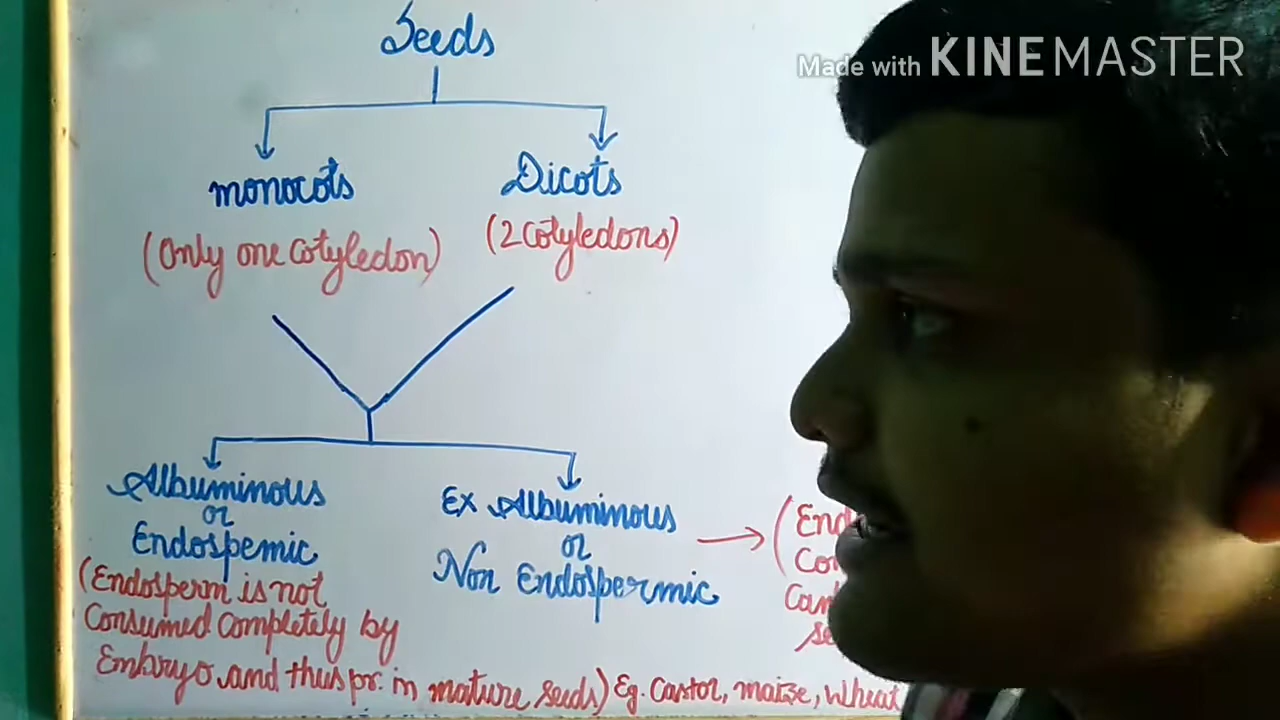 Seeds
Made with KINEMASTER
monocots
Dicots
(Only one cotyledon)
(2 cotyledons)
Albuminous
or
Endospemic
(Endosperm is not
Consumed completely by
Embryo and thus pr. in mature seeds) Eg. Castor, maize, wheat
Ex Albuminous
or
Non Endospermic